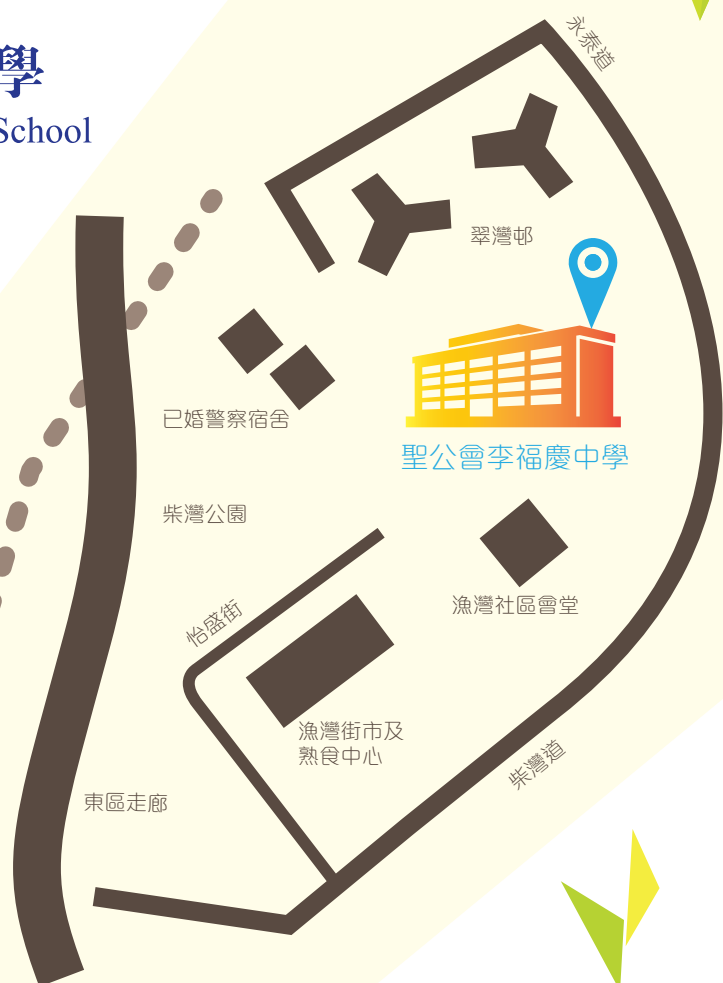 學
School
永泰道
翠灣邨
已婚警察宿舍
聖公會李福慶中學
柴灣公園
漁灣社區會堂
怡盛街
漁灣街市及
熟食中心
柴灣道
東區走廊